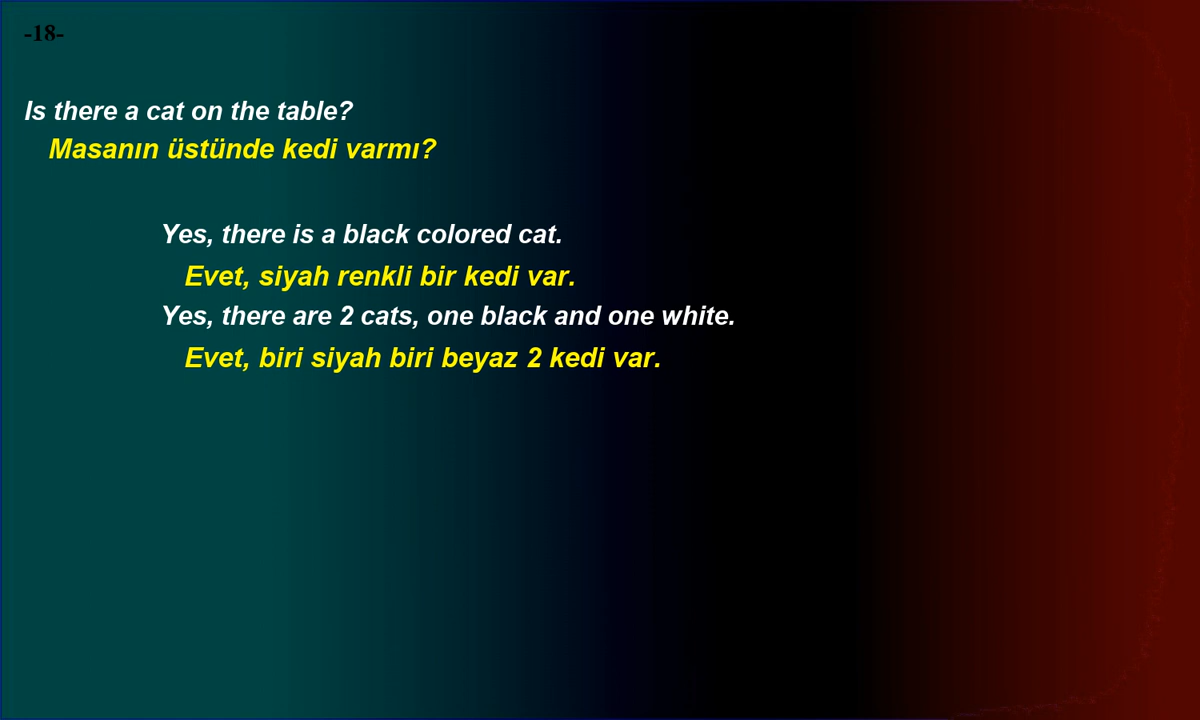 -18-
Is there a cat on the table?
Masanın üstünde kedi varmı?
Yes, there is a black colored cat.
Evet, siyah renkli bir kedi var.
Yes, there are 2 cats, one black and one white.
Evet, biri siyah biri beyaz 2 kedi var.